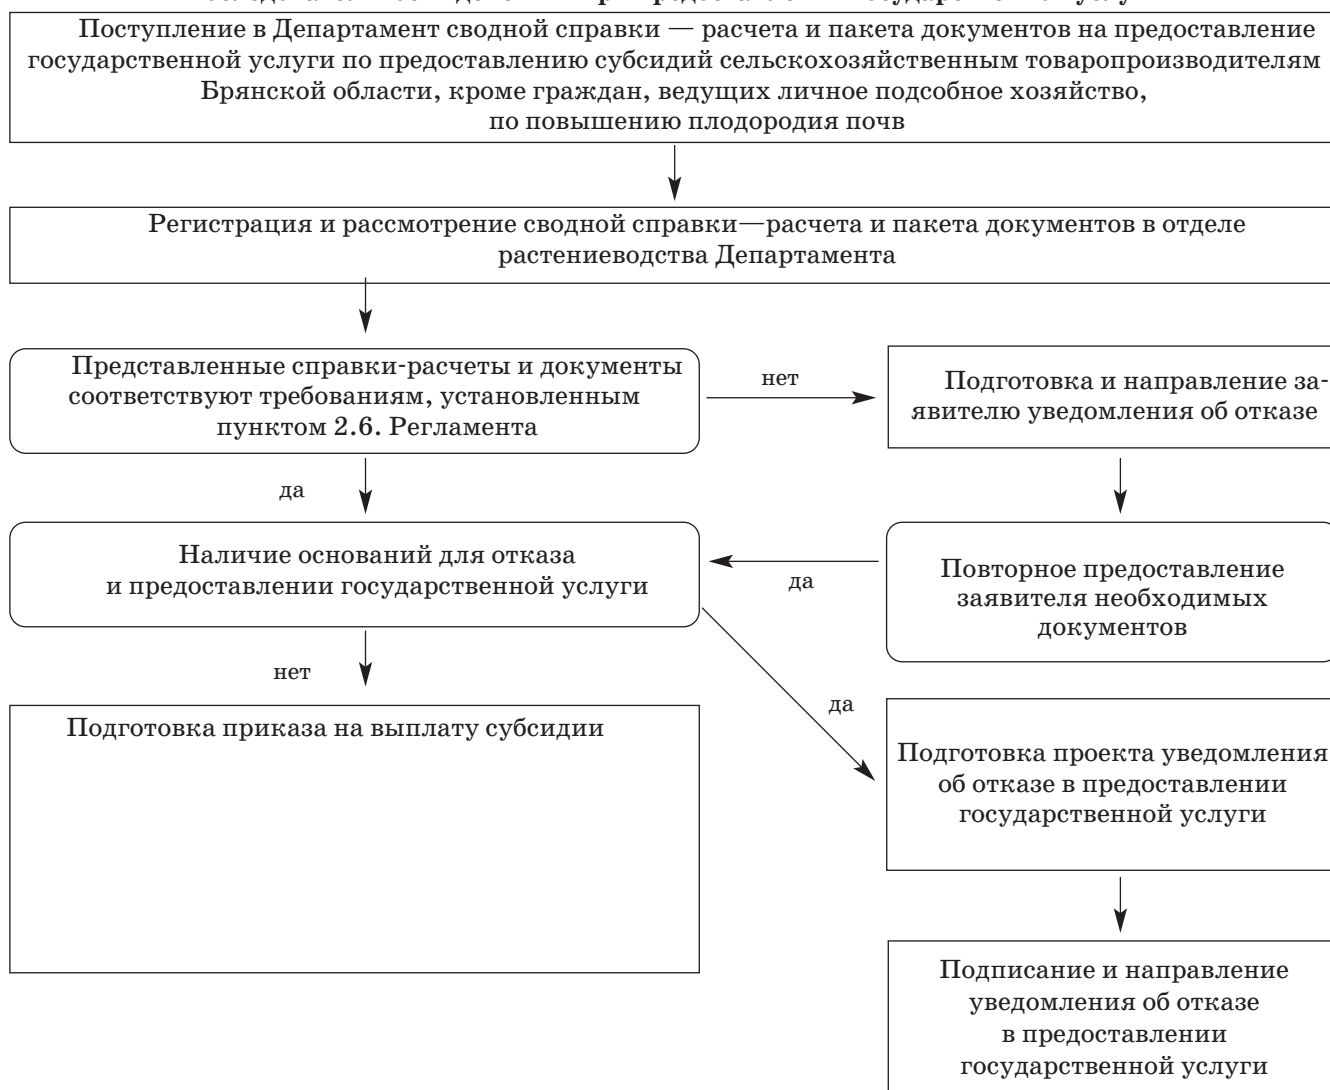 Поступление в Департамент сводной справки — расчета и пакета документов на предоставление
государственной услуги по предоставлению субсидий сельскохозяйственным товаропроизводителям
Брянской области, кроме граждан, ведущих личное подсобное хозяйство,
по повышению плодородия почв
Регистрация и рассмотрение сводной справки—расчета и пакета документов в отделе
растениеводства Департамента
Представленные справки-расчеты и документы
соответствуют требованиям, установленным
пунктом 2.6. Регламента
нет
Подготовка и направление за-
явителю уведомления об отказе
да
Наличие оснований для отказа
и предоставлении государственной услуги
да
Повторное предоставление
заявителя необходимых
документов
нет
да
Подготовка приказа на выплату субсидии
Подготовка проекта уведомления
об отказе в предоставлении
государственной услуги
Подписание и направление
уведомления об отказе
в предоставлении
государственной услуги